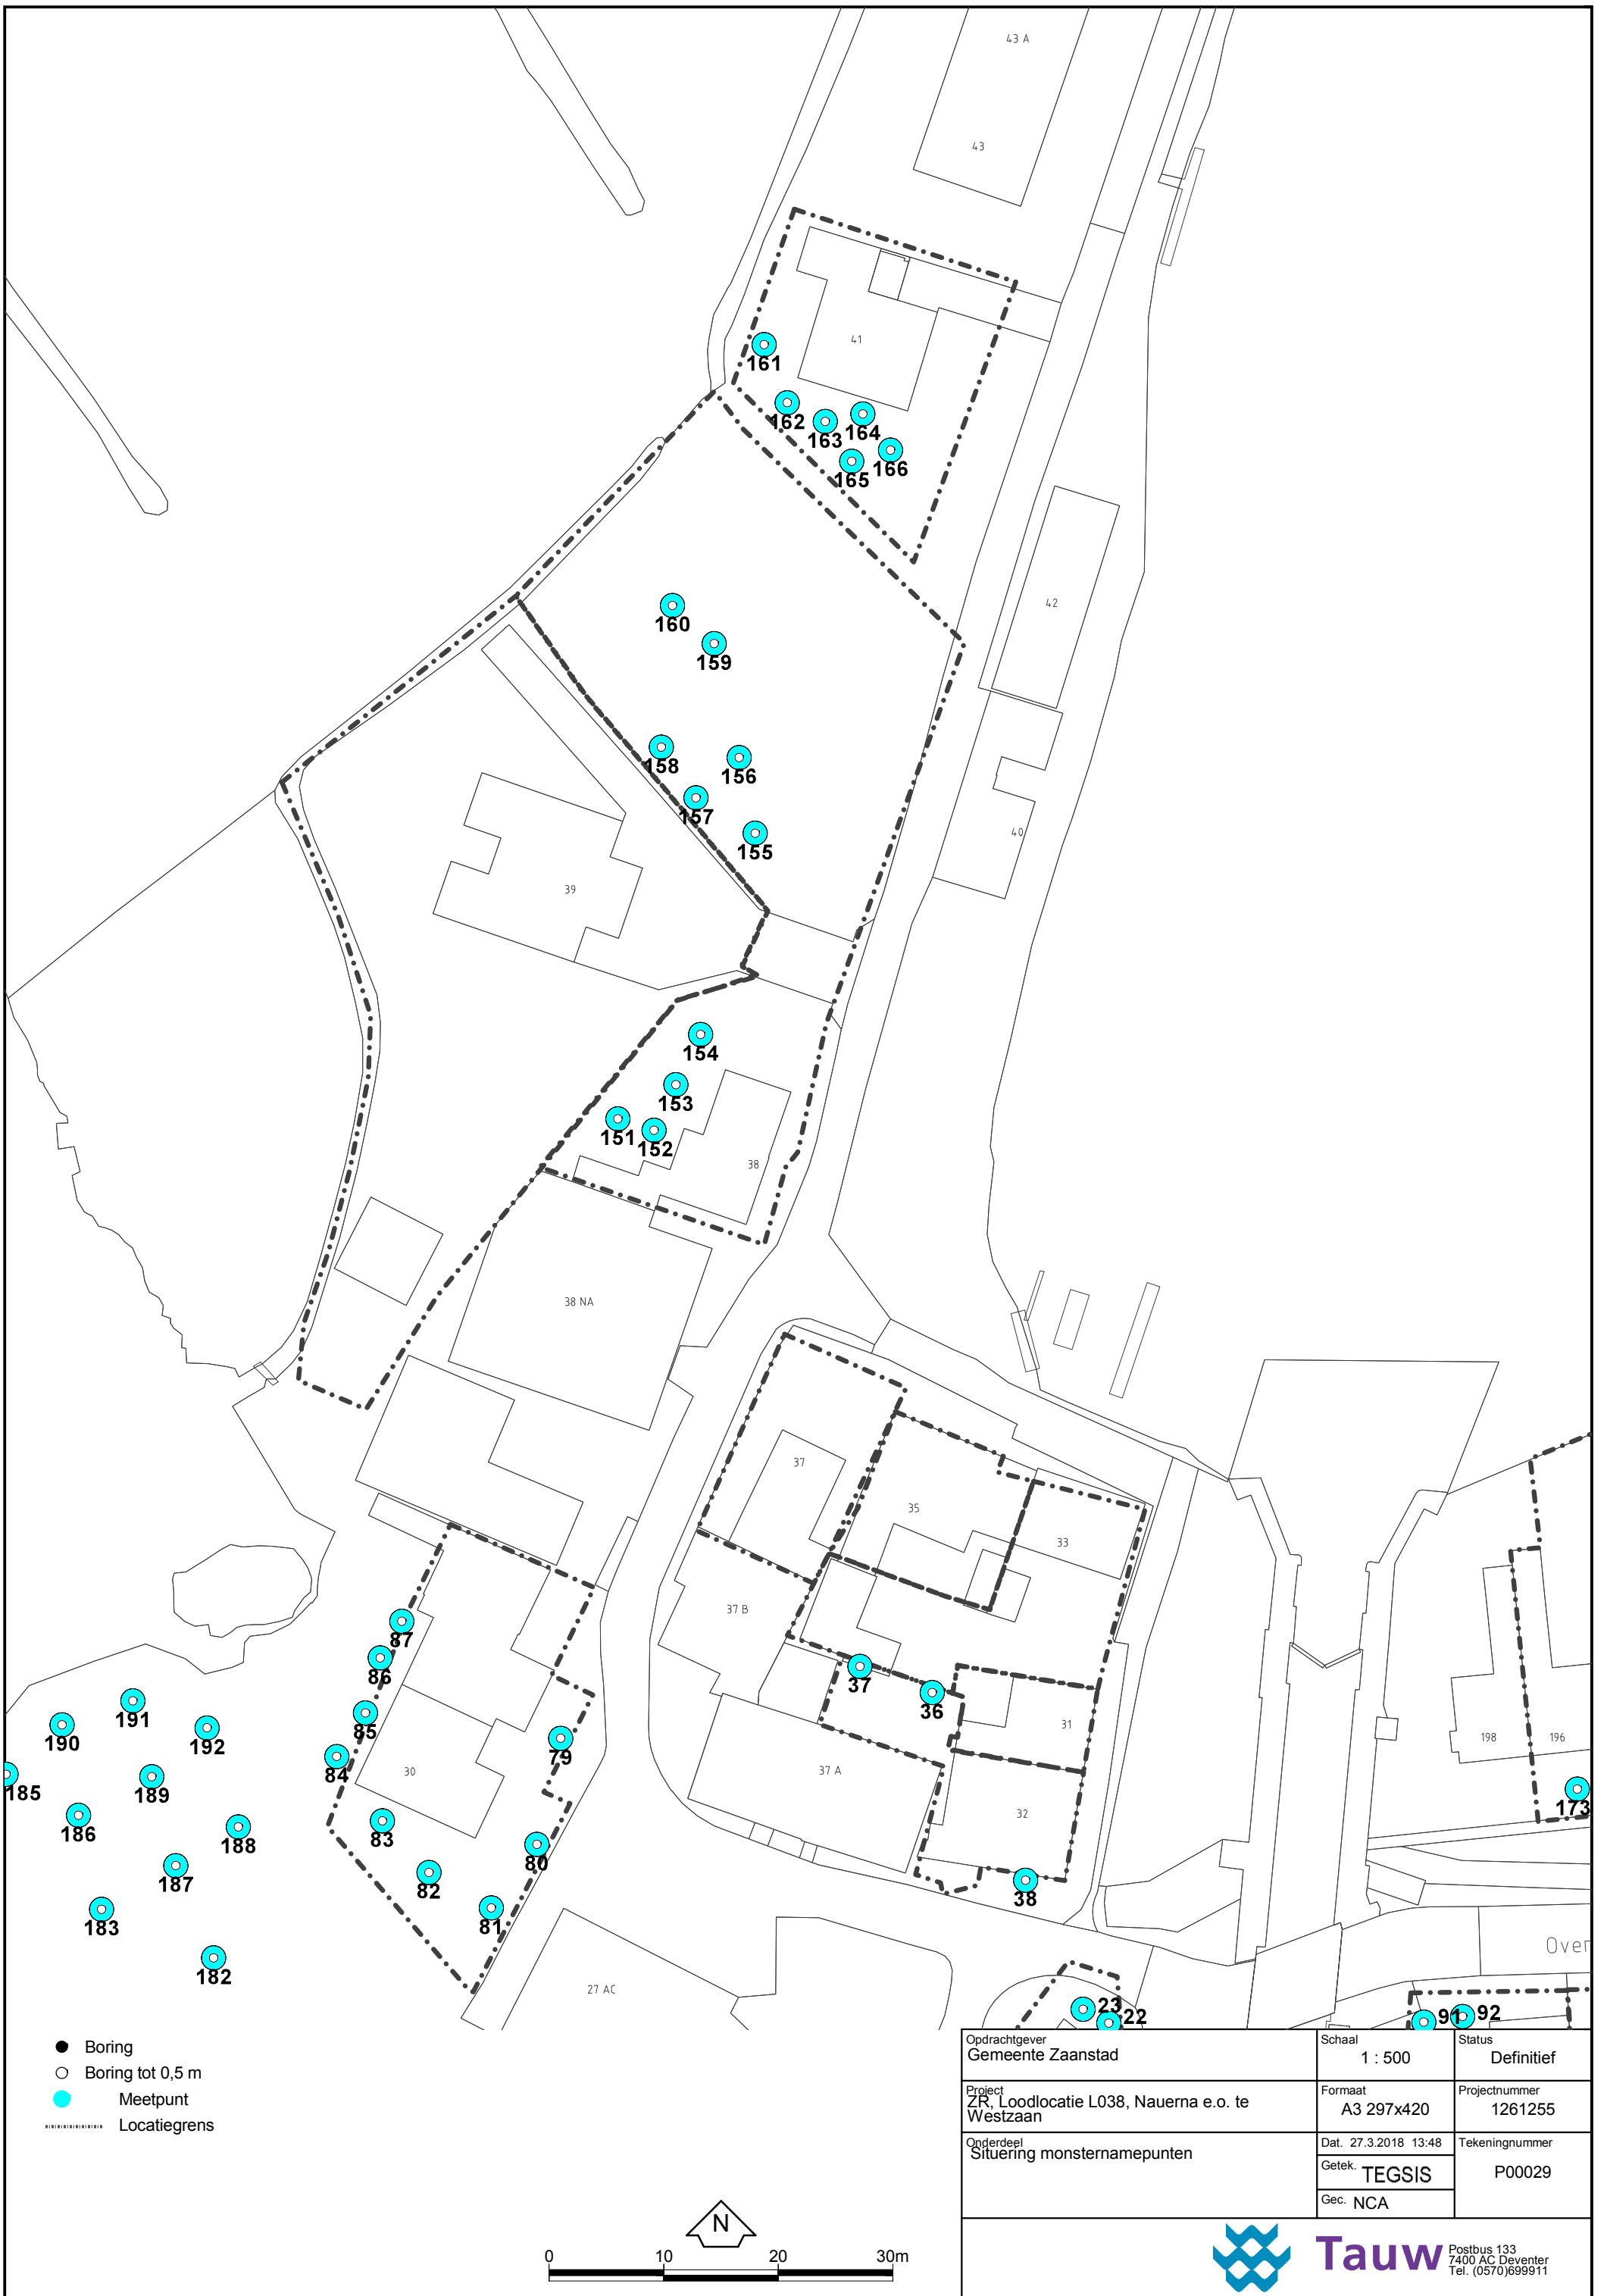 43 A
43
41
161
162
163
164
165
166
42
160
159
158
156
157
155
40
39
154
153
151
152
38
38 NA
37
35
33
37 B
87
86
85
84
79
30
83
82
80
81
37
36
31
37 A
32
38
191
190
192
185
189
186
188
187
183
182
198
196
173
Over
27 AC
23
22
91
92
Boring
Boring tot 0,5 m
Meetpunt
Locatiegrens
N
0 10 20 30m
Opdrachtgever
Gemeente Zaanstad
Schaal
1 : 500
Status
Definitief
Project
ZR, Loodlocatie L038, Nauerna e.o. te
Westzaan
Formaat
A3 297x420
Projectnummer
1261255
Onderdeel
Situering monsternamepunten
Dat. 27.3.2018 13:48
Getek. TEGSIS
Gec. NCA
Tekeningnummer
P00029
Tauw
Postbus 133
7400 AC Deventer
Tel. (0570)699911